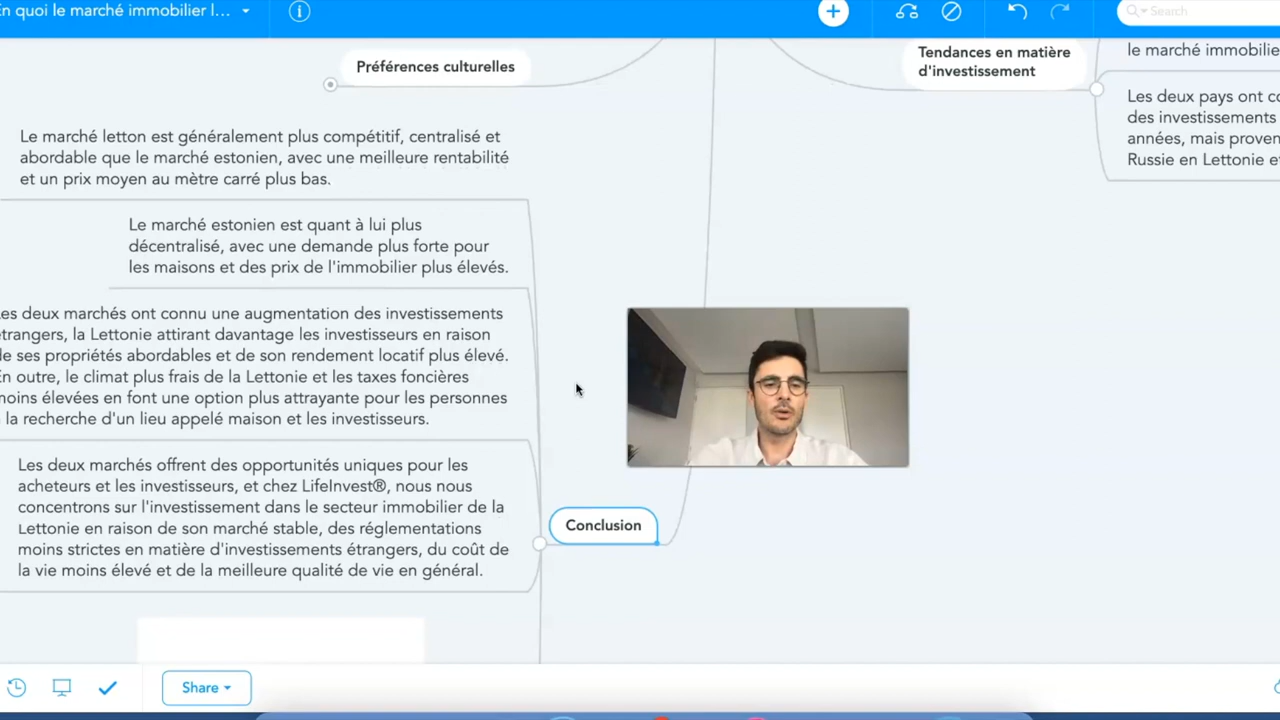 En quoi le marché immobilier l...
Search
Préférences culturelles
Tendances en matière
d'investissement
le marché immobilie
Les deux pays ont c
des investissements
années, mais proven
Russie en Lettonie e
Le marché letton est généralement plus compétitif, centralisé et
abordable que le marché estonien, avec une meilleure rentabilité
et un prix moyen au mètre carré plus bas.
Le marché estonien est quant à lui plus
décentralisé, avec une demande plus forte pour
les maisons et des prix de l'immobilier plus élevés.
Les deux marchés ont connu une augmentation des investissements
étrangers, la Lettonie attirant davantage les investisseurs en raison
de ses propriétés abordables et de son rendement locatif plus élevé.
En outre, le climat plus frais de la Lettonie et les taxes foncières
moins élevées en font une option plus attrayante pour les personnes
la recherche d'un lieu appelé maison et les investisseurs.
Les deux marchés offrent des opportunités uniques pour les
acheteurs et les investisseurs, et chez LifeInvest®, nous nous
concentrons sur l'investissement dans le secteur immobilier de la
Lettonie en raison de son marché stable, des réglementations
moins strictes en matière d'investissements étrangers, du coût de
la vie moins élevé et de la meilleure qualité de vie en général.
Conclusion
Share